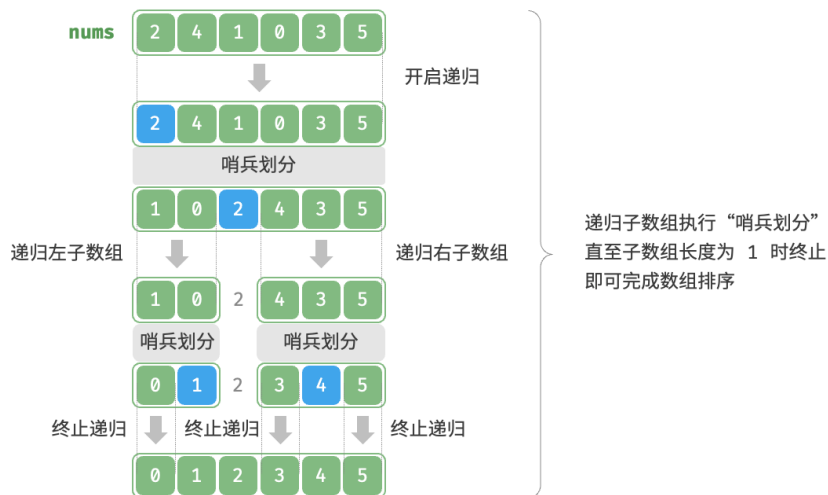 nums 2 4 1 0 3 5
开启递归
2 4 1 0 3 5
哨兵划分
1 0 2 4 3 5
递归左子数组
递归右子数组
1 0 2 4 3 5
哨兵划分 哨兵划分
0 1 2 3 4 5
终止递归 终止递归 终止递归
0 1 2 3 4 5
递归子数组执行“哨兵划分”
直至子数组长度为 1 时终止
即可完成数组排序